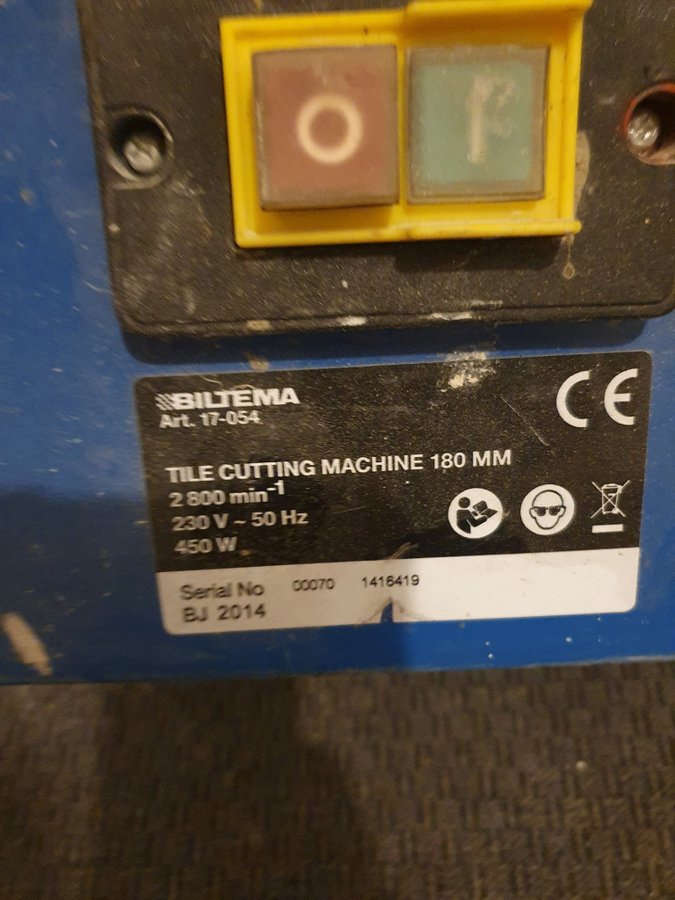 O I
BILTEMA
Art. 17-054
TILE CUTTING MACHINE 180 MM
2 800 min-1
230 V ~ 50 Hz
450 W
CE
Serial No 00070 1416419
BJ 2014